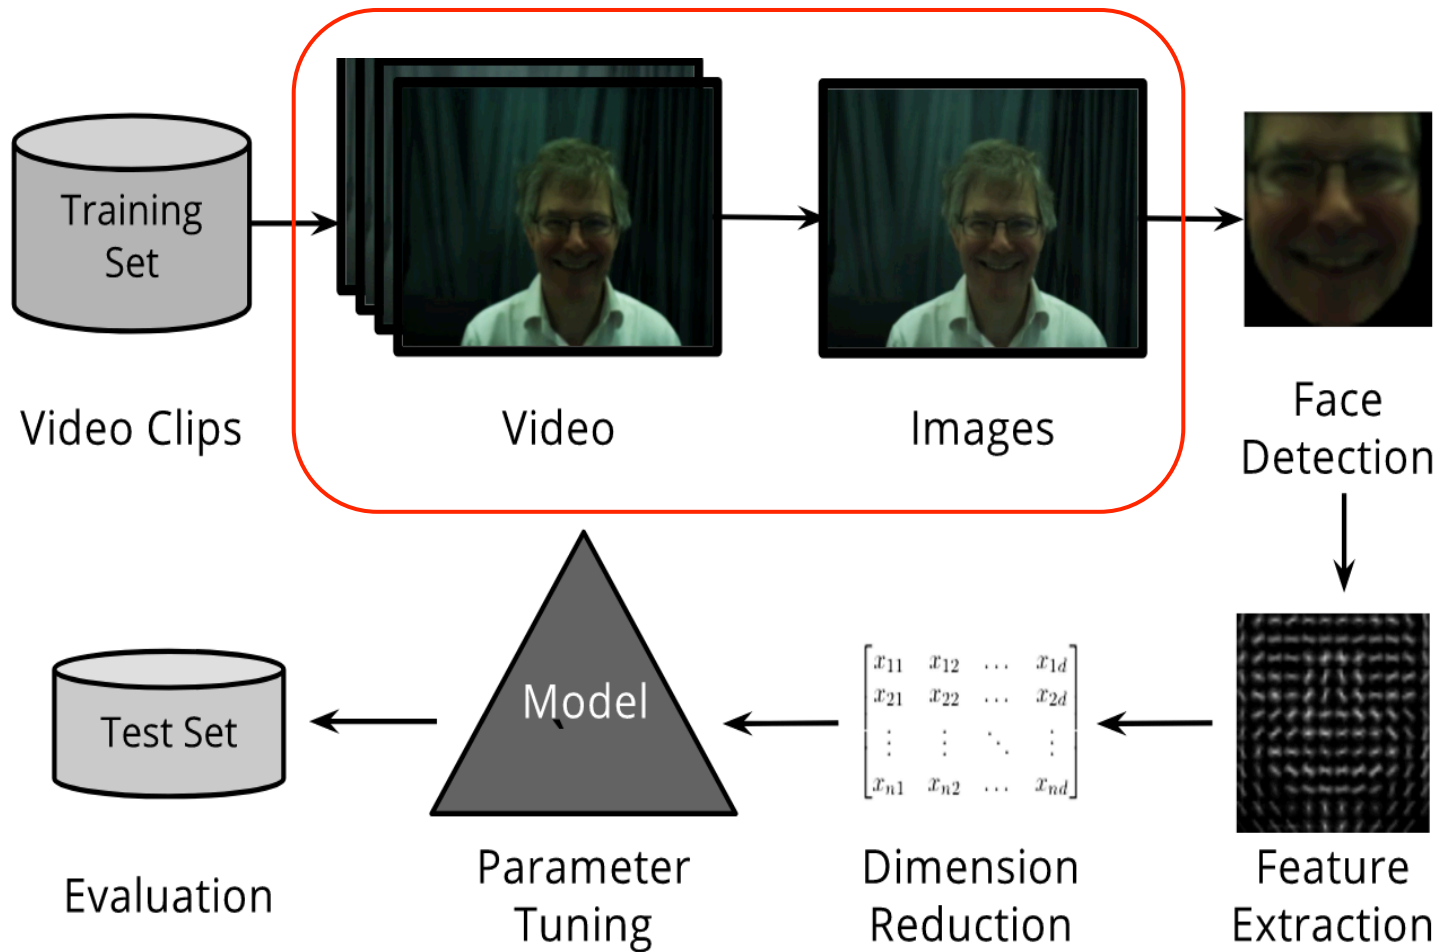 Training
Set
Video Clips
Video
Images
Face
Detection
x11 x12 ... x1d
x21 x22 ... x2d
⋮ ⋮ ⋱ ⋮
xn1 xn2 ... xnd
Feature
Extraction
Dimension
Reduction
Model
Parameter
Tuning
Test Set
Evaluation